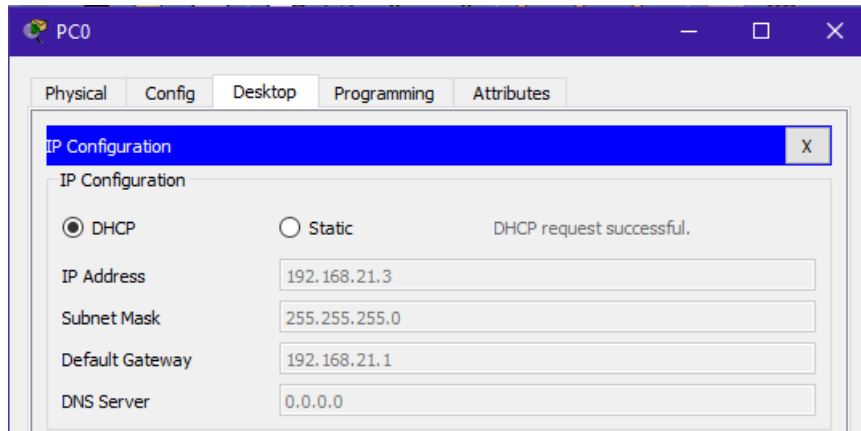 PC0
Physical Config Desktop Programming Attributes
IP Configuration X
IP Configuration
DHCP Static DHCP request successful.
IP Address 192.168.21.3
Subnet Mask 255.255.255.0
Default Gateway 192.168.21.1
DNS Server 0.0.0.0